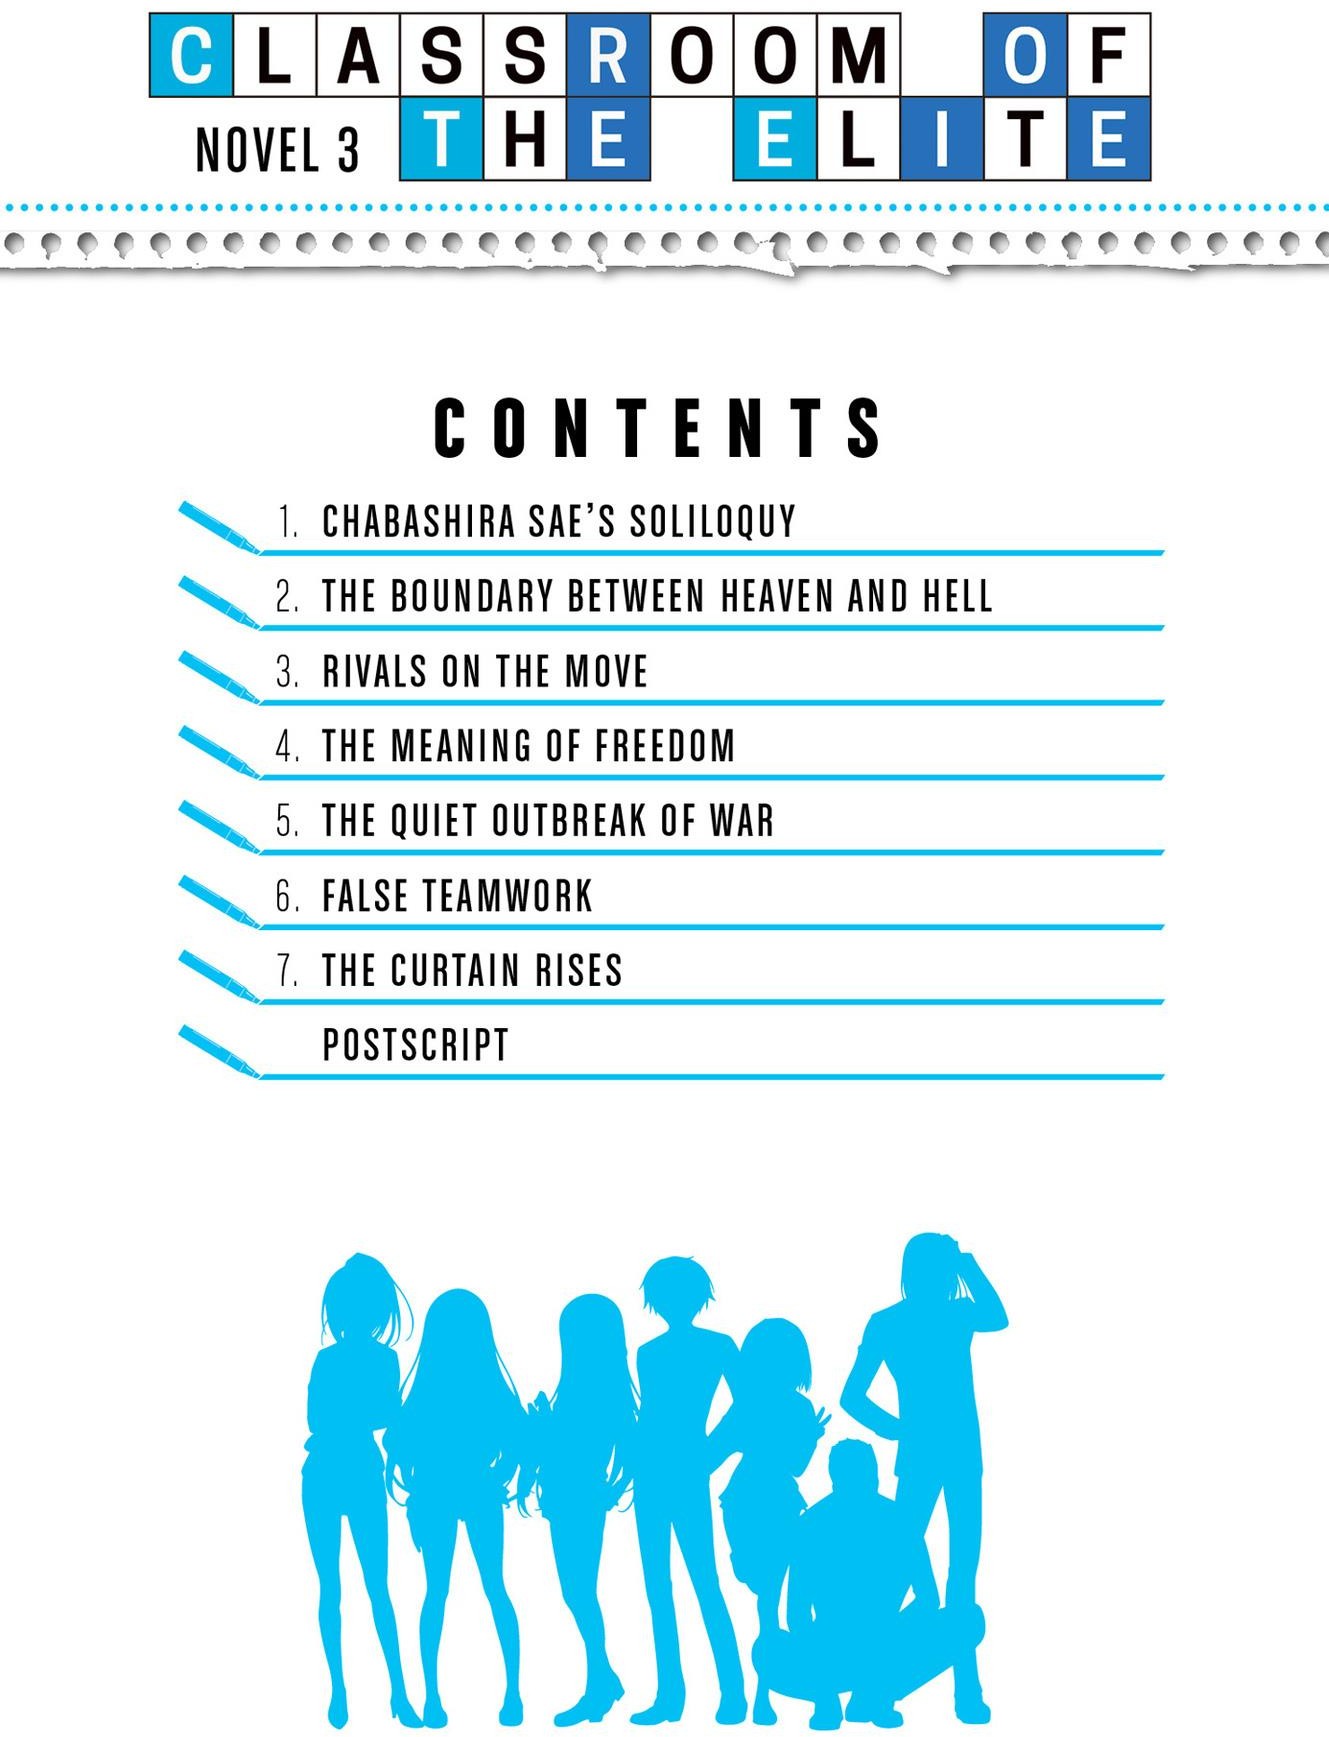 CLASSROOM OF
NOVEL 3 THE ELITE
CONTENTS
1. CHABASHIRA SAE’S SOLILOQUY
2. THE BOUNDARY BETWEEN HEAVEN AND HELL
3. RIVALS ON THE MOVE
4. THE MEANING OF FREEDOM
5. THE QUIET OUTBREAK OF WAR
6. FALSE TEAMWORK
7. THE CURTAIN RISES
POSTSCRIPT